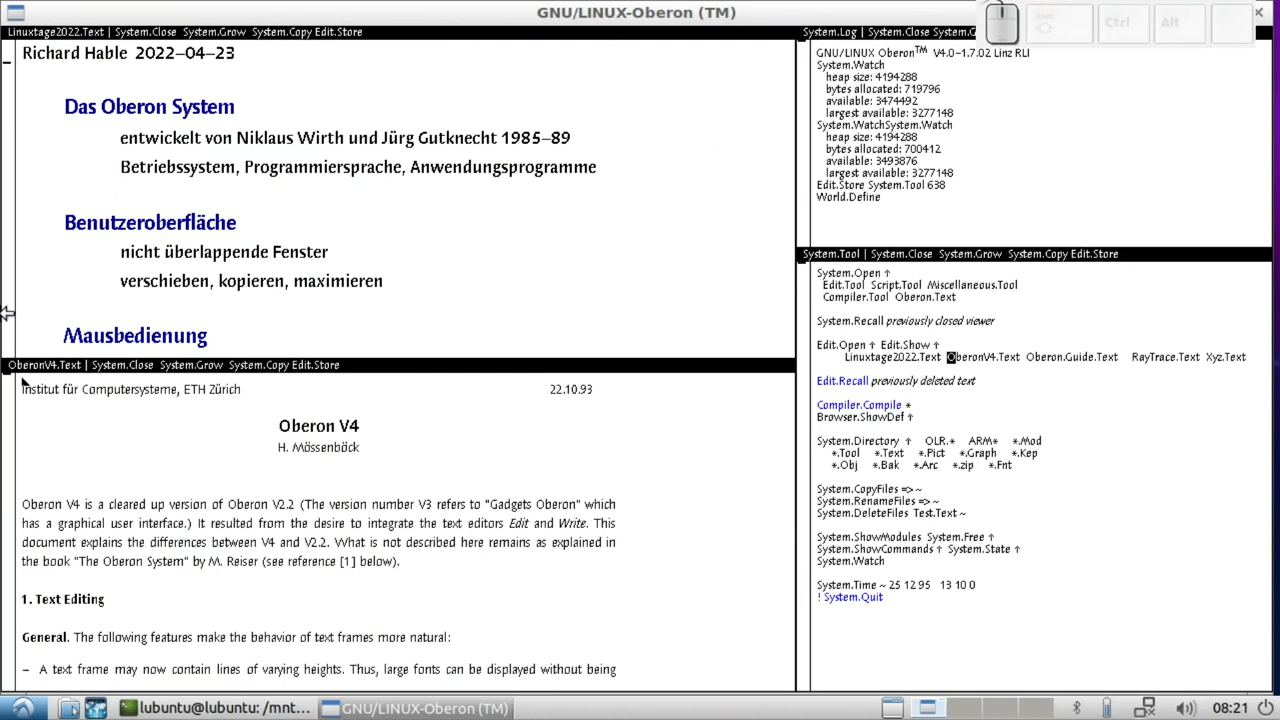 GNU/LINUX-Oberon (TM)
Ctrl Alt
Linuxtage2022.Text | System.Close System.Grow System.Copy Edit.Store
Richard Hable 2022–04–23
Das Oberon System
entwickelt von Niklaus Wirth und Jürg Gutknecht 1985–89
Betriebssystem, Programmiersprache, Anwendungsprogramme
Benutzeroberfläche
nicht überlappende Fenster
verschieben, kopieren, maximieren
Mausbedienung
OberonV4.Text | System.Close System.Grow System.Copy Edit.Store
Institut für Computersysteme, ETH Zürich 22.10.93
Oberon V4
H. Mössenböck
Oberon V4 is a cleared up version of Oberon V2.2 (The version number V3 refers to "Gadgets Oberon" which
has a graphical user interface.) It resulted from the desire to integrate the text editors Edit and Write. This
document explains the differences between V4 and V2.2. What is not described here remains as explained in
the book "The Oberon System" by M. Reiser (see reference [1] below).
1. Text Editing
General. The following features make the behavior of text frames more natural:
– A text frame may now contain lines of varying heights. Thus, large fonts can be displayed without being
System.Log | System.Close System.G
GNU/LINUX Oberon™ V4.0–1.7.02 Linz RLI
System.Watch
heap size: 4194288
bytes allocated: 719796
available: 3474492
largest available: 3277148
System.WatchSystem.Watch
heap size: 4194288
bytes allocated: 700412
available: 3493876
largest available: 3277148
Edit.Store System.Tool 638
World.Define
System.Tool | System.Close System.Grow System.Copy Edit.Store
System.Open ↑
Edit.Tool Script.Tool Miscellaneous.Tool
Compiler.Tool Oberon.Text
System.Recall previously closed viewer
Edit.Open ↑ Edit.Show ↑
Linuxtage2022.Text OberonV4.Text Oberon.Guide.Text RayTrace.Text Xyz.Text
Edit.Recall previously deleted text
Compiler.Compile *
Browser.ShowDef ↑
System.Directory ↑ OLR.* ARM* *.Mod
*.Tool *.Text *.Pict *.Graph *.Kep
*.Obj *.Bak *.Arc *.zip *.Fnt
System.CopyFiles => ~
System.RenameFiles => ~
System.DeleteFiles Test.Text ~
System.ShowModules System.Free ↑
System.ShowCommands ↑ System.State ↑
System.Watch
System.Time ~ 25 12 95 13 10 0
! System.Quit
lubuntu@lubuntu: /mnt...
GNU/LINUX-Oberon (TM)
08:21